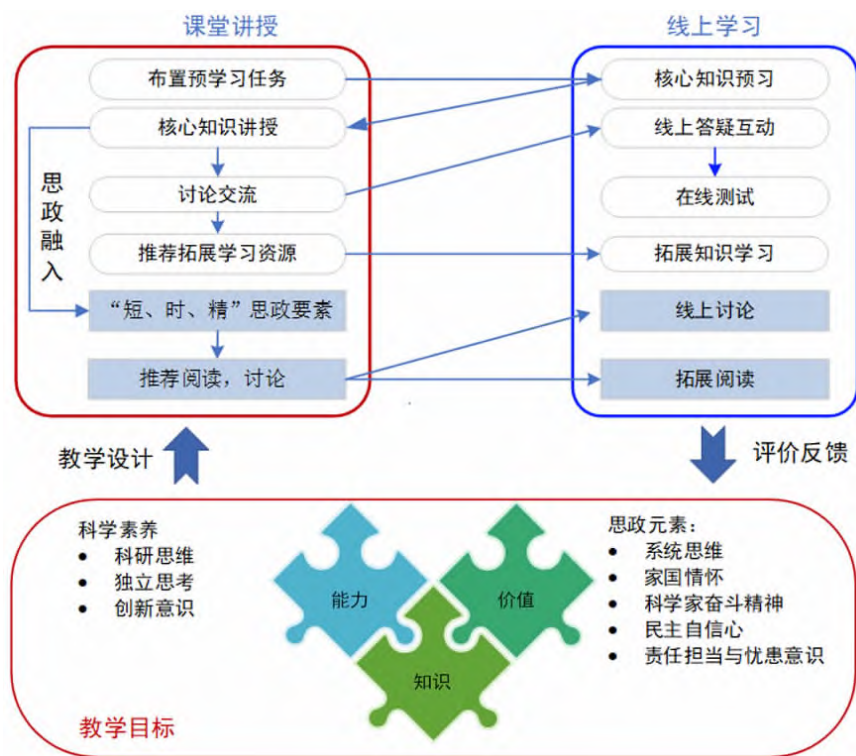 课堂讲授
线上学习
布置预学习任务
核心知识预习
核心知识讲授
线上答疑互动
思政融入
讨论交流
在线测试
推荐拓展学习资源
拓展知识学习
“短、时、精”思政要素
线上讨论
推荐阅读，讨论
拓展阅读
教学设计
评价反馈
科学素养
● 科研思维
● 独立思考
● 创新意识
能力
价值
知识
思政元素：
● 系统思维
● 家国情怀
● 科学家奋斗精神
● 民主自信心
● 责任担当与忧患意识
教学目标